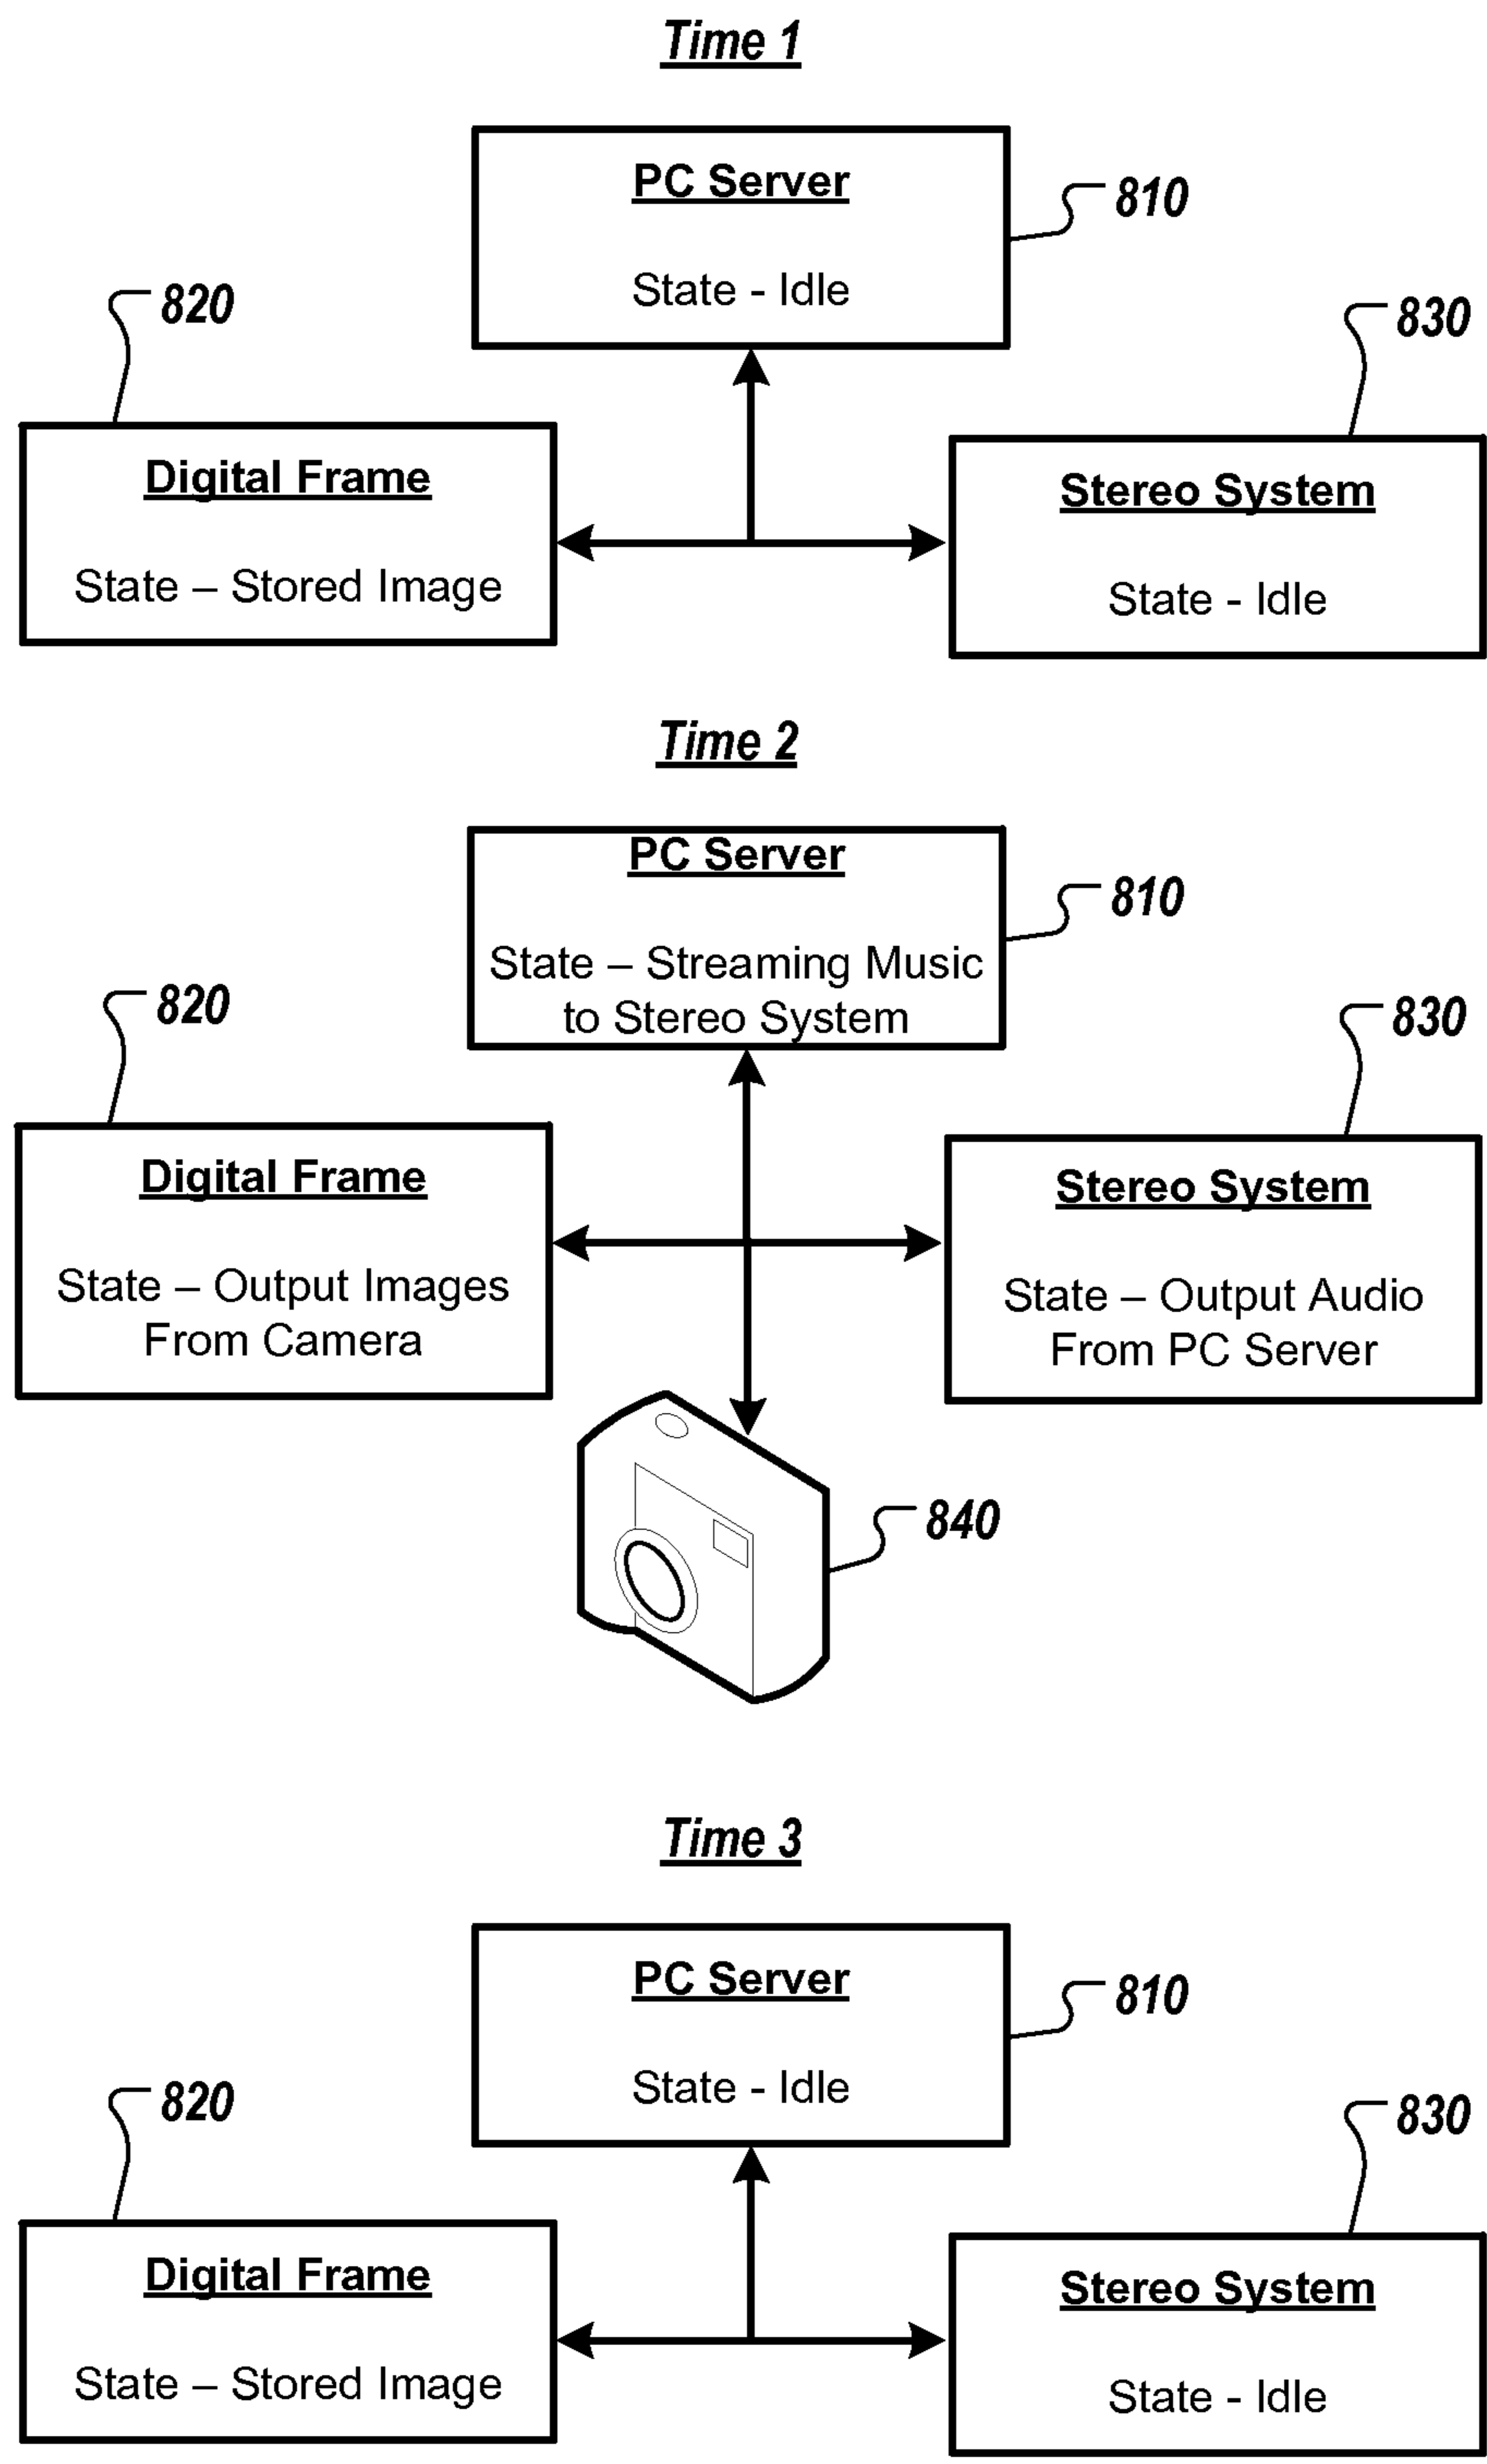 Time 1
PC Server
810
State - Idle
820
830
Digital Frame
Stereo System
State – Stored Image
State - Idle
Time 2
PC Server
810
State – Streaming Music
to Stereo System
820
830
Digital Frame
Stereo System
State – Output Images
From Camera
State – Output Audio
From PC Server
840
Time 3
PC Server
810
State - Idle
820
830
Digital Frame
Stereo System
State – Stored Image
State - Idle